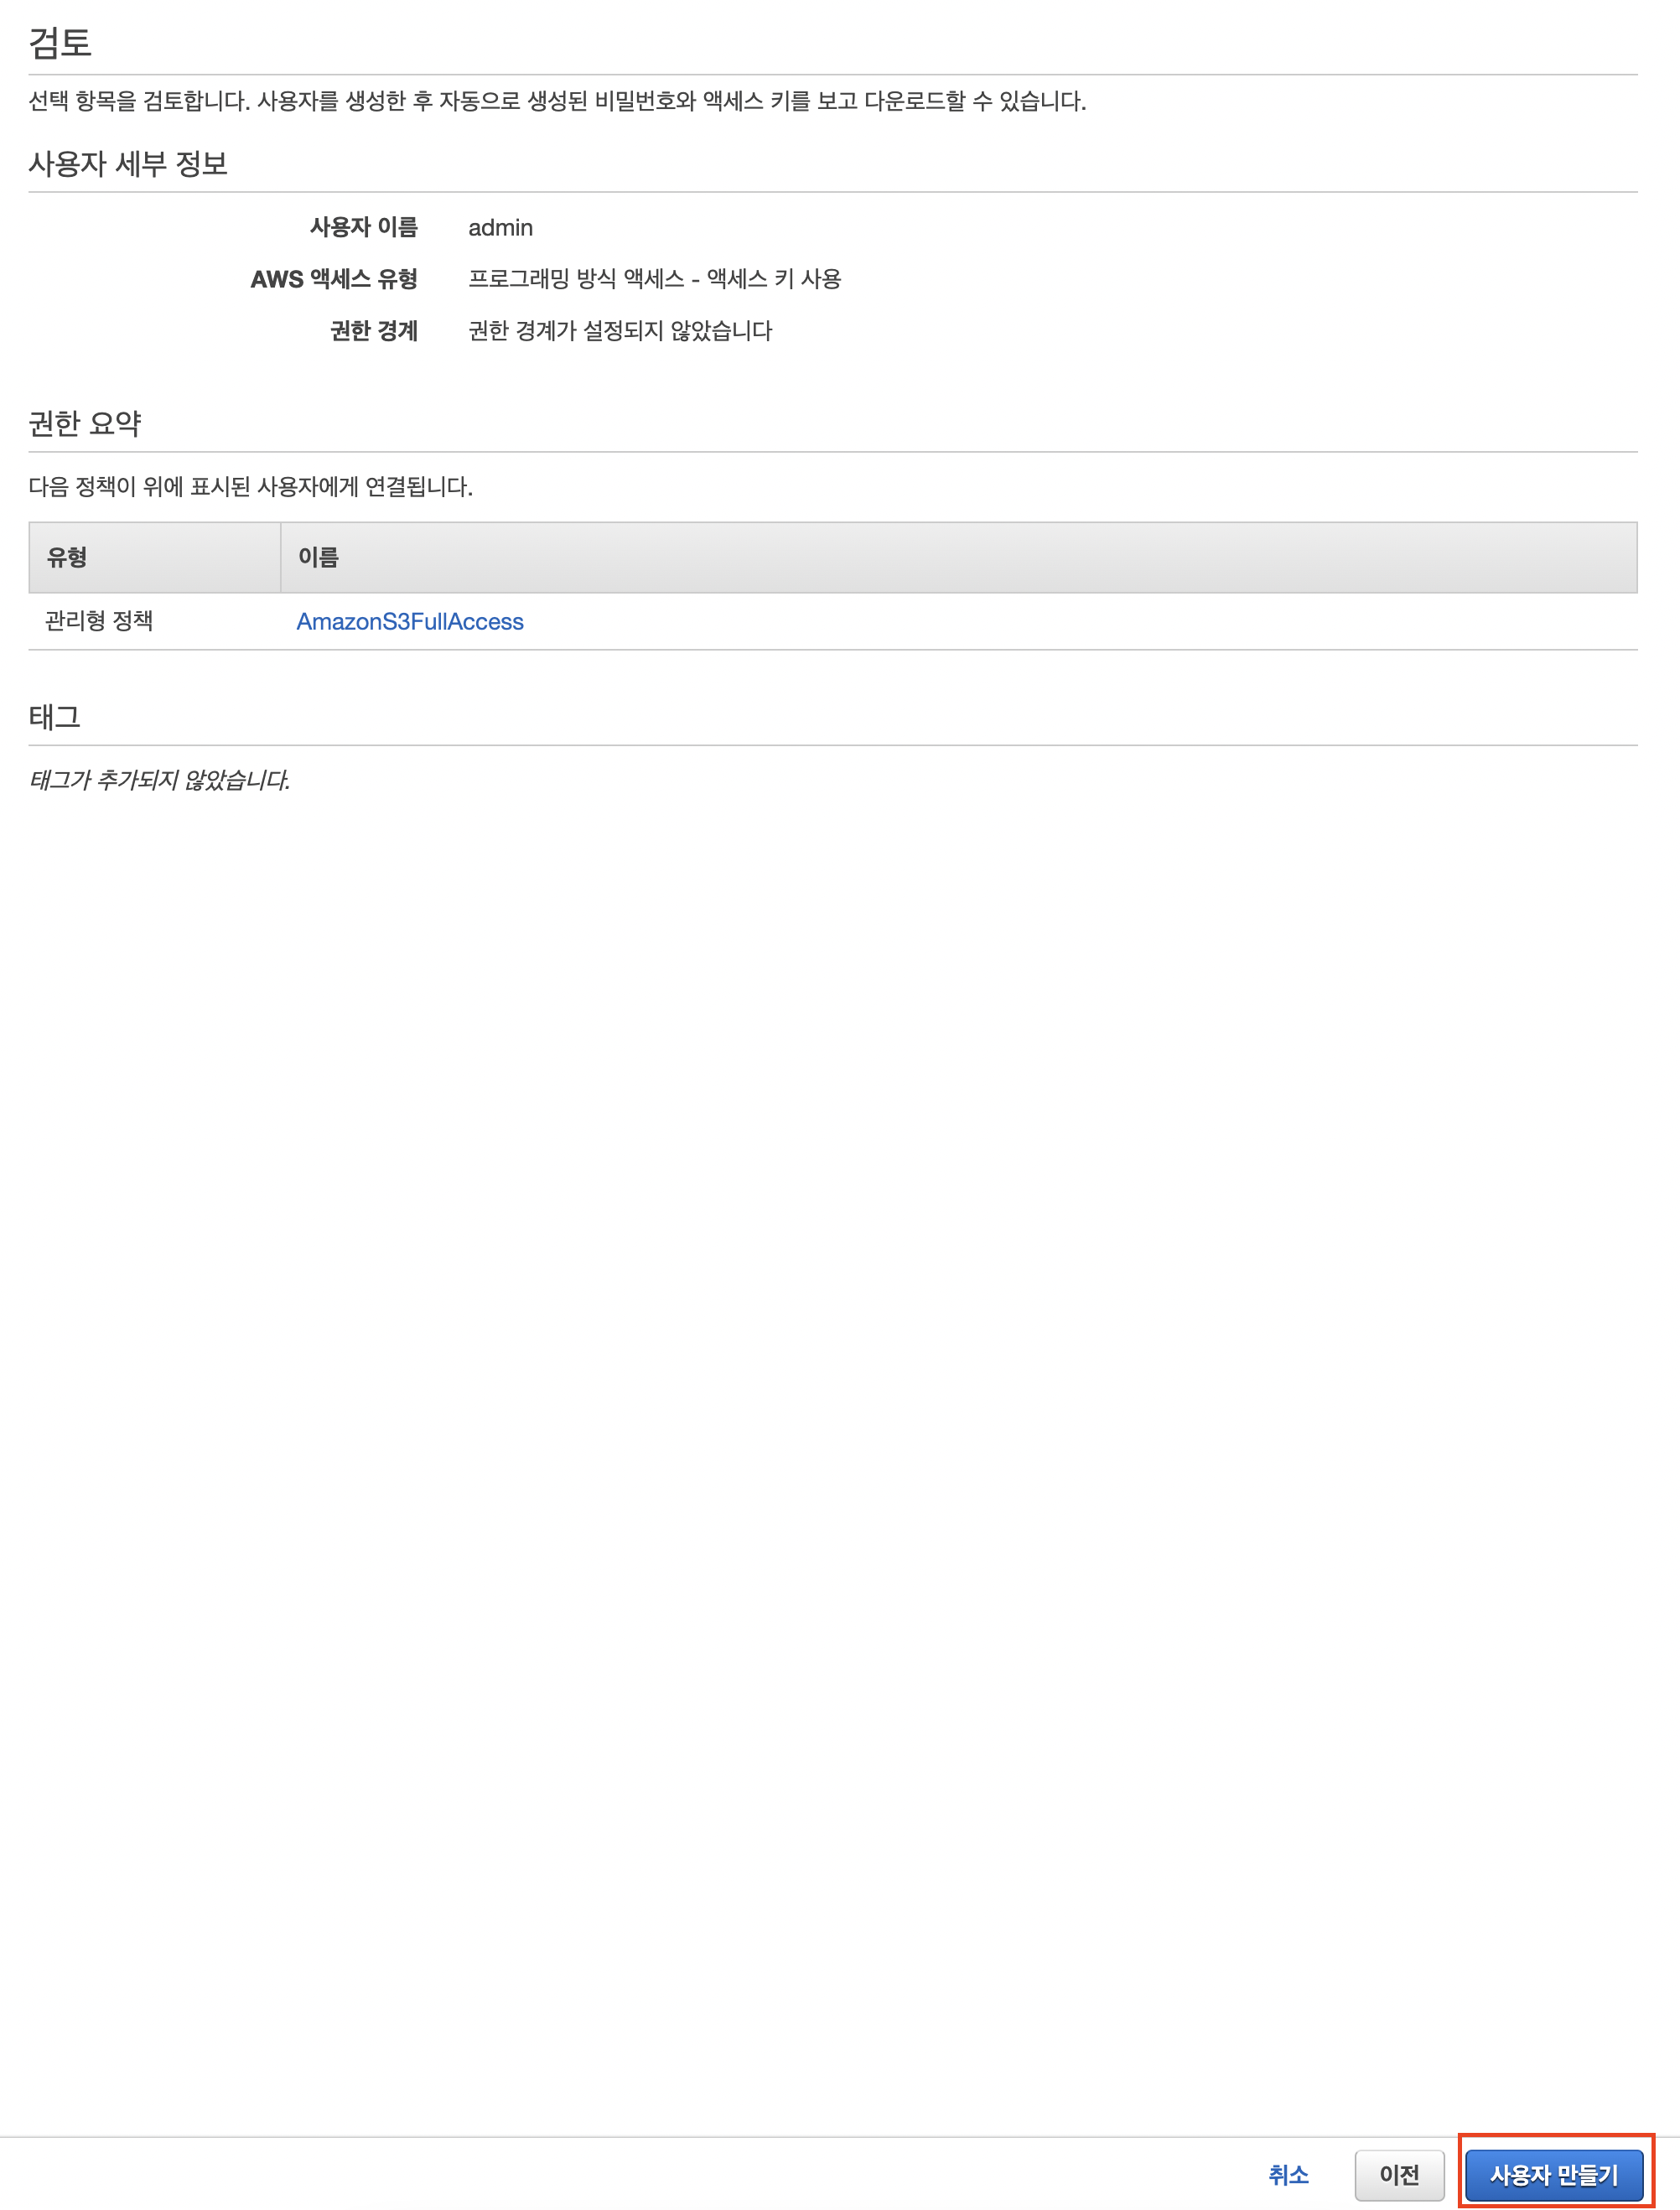 검토
선택 항목을 검토합니다. 사용자를 생성한 후 자동으로 생성된 비밀번호와 액세스 키를 보고 다운로드할 수 있습니다.
사용자 세부 정보
사용자 이름 admin
AWS 액세스 유형 프로그래밍 방식 액세스 - 액세스 키 사용
권한 경계 권한 경계가 설정되지 않았습니다
권한 요약
다음 정책이 위에 표시된 사용자에게 연결됩니다.
유형 이름
관리형 정책 AmazonS3FullAccess
태그
태그가 추가되지 않았습니다.
취소 이전 사용자 만들기